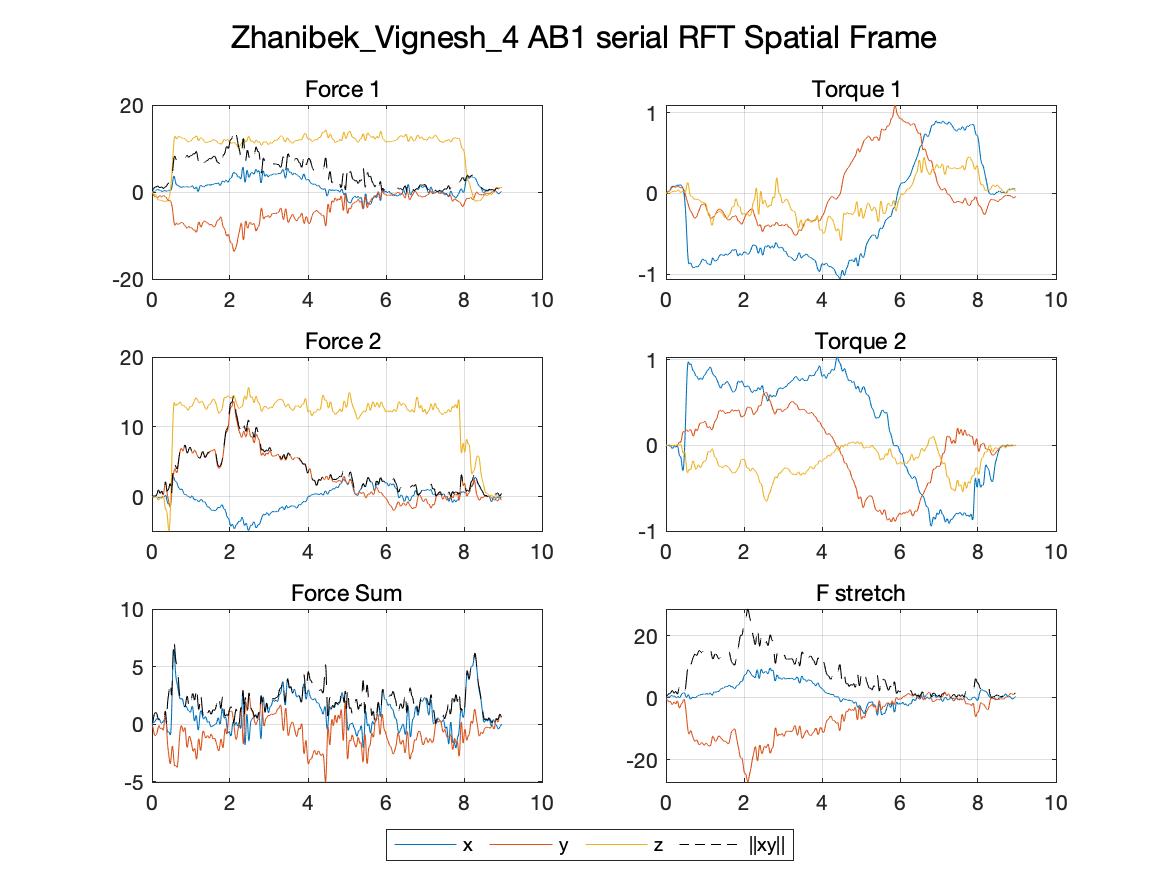 Zhanibek_Vignesh_4 AB1 serial RFT Spatial Frame
Force 1
20
0
-20
0 2 4 6 8 10
Torque 1
1
0
-1
0 2 4 6 8 10
Force 2
20
10
0
0 2 4 6 8 10
Torque 2
1
0
-1
0 2 4 6 8 10
Force Sum
10
5
0
-5
0 2 4 6 8 10
F stretch
20
0
-20
0 2 4 6 8 10
x y z ||xy||